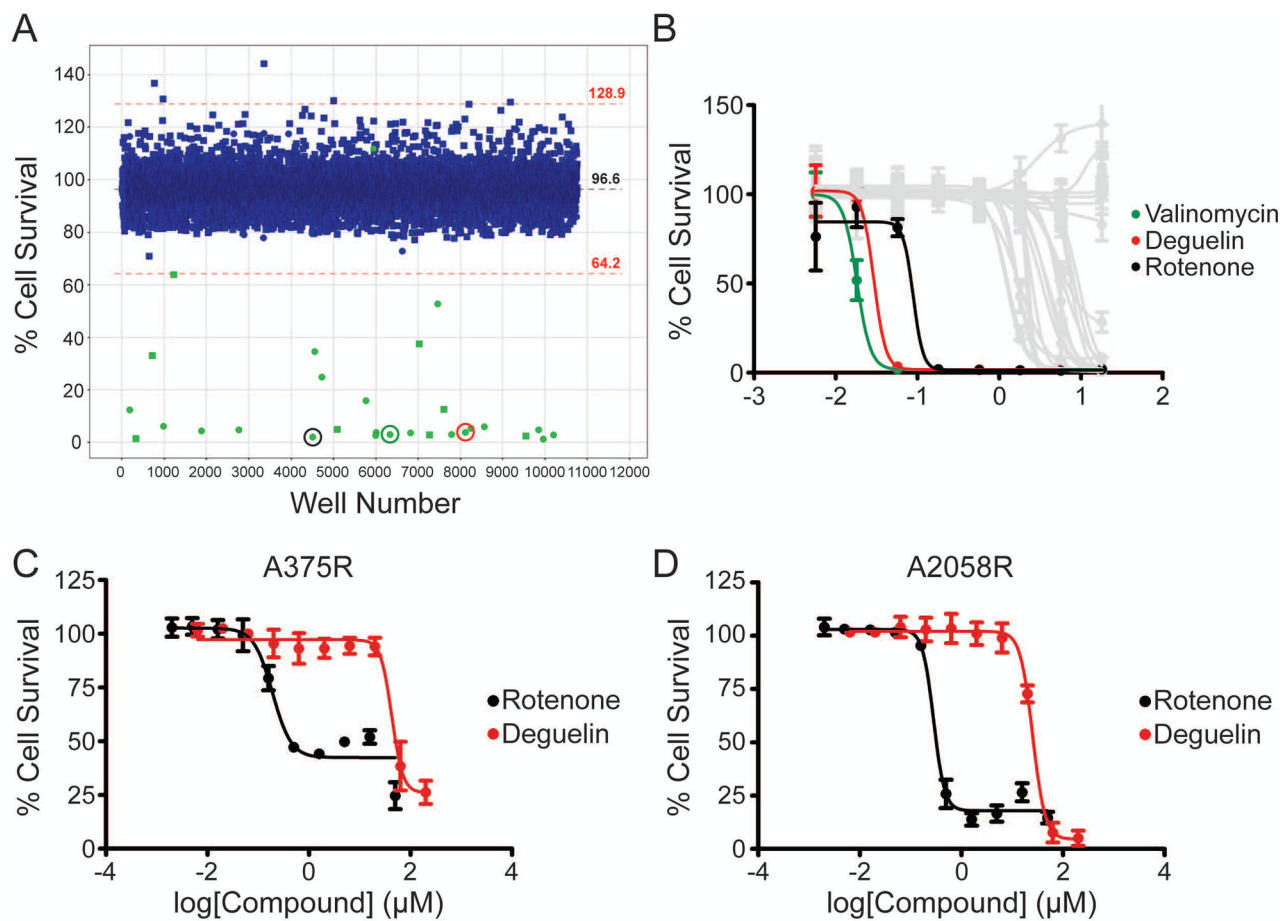 A
% Cell Survival
140
120
100
80
60
40
20
0
128.9
96.6
64.2
0 1000 2000 3000 4000 5000 6000 7000 8000 9000 10000 11000 12000
Well Number
B
% Cell Survival
150
100
50
0
-3 -2 -1 0 1 2
Valinomycin
Deguelin
Rotenone
C
A375R
% Cell Survival
125
100
75
50
25
0
-4 -2 0 2 4
log[Compound] (µM)
Rotenone
Deguelin
D
A2058R
% Cell Survival
125
100
75
50
25
0
-4 -2 0 2 4
log[Compound] (µM)
Rotenone
Deguelin